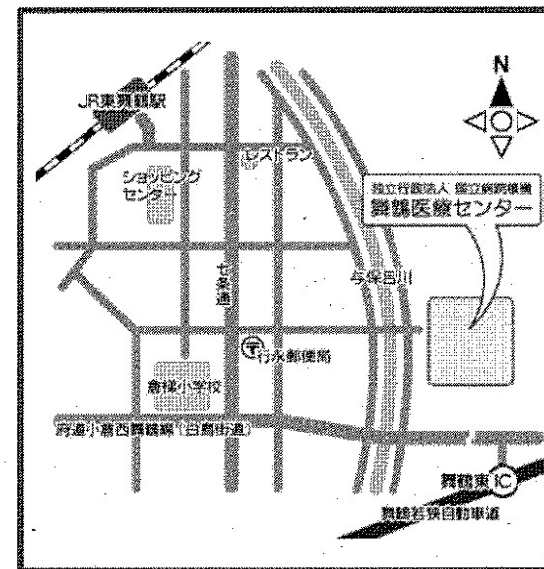 N
JR東舞鶴駅
レストラン
ショッピング
センター
独立行政法人 国立病院機構
舞鶴医療センター
七条通
与保呂川
〒行永郵便局
倉梯小学校
府道小倉西舞鶴線(白鳥街道)
舞鶴東IC
舞鶴若狭自動車道